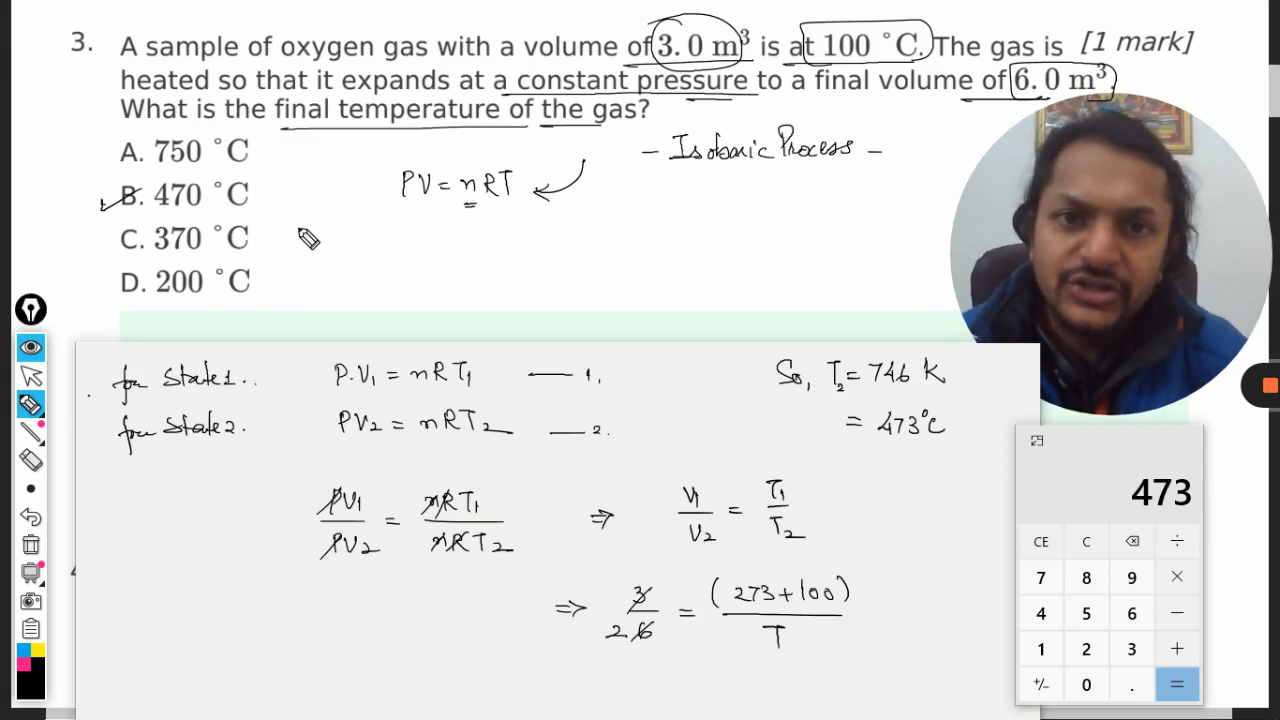 3. A sample of oxygen gas with a volume of 3.0 m³ is at 100 °C. The gas is [1 mark]
heated so that it expands at a constant pressure to a final volume of 6.0 m³.
What is the final temperature of the gas?
- Isobaric Process -
A. 750 °C
PV = nRT
B. 470 °C
C. 370 °C
D. 200 °C
for State 1..
P.V₁ = nRT₁ —— 1.
So, T₂ = 746 K
for State 2.
PV₂ = nRT₂ —— 2.
= 473°C
PV₁/PV₂ = nRT₁/nRT₂ ⇒ V₁/V₂ = T₁/T₂
⇒ 3/2 6 = (273+100)/T
473
CE C ⌫ ÷
7 8 9 ×
4 5 6 −
1 2 3 +
+/- 0 . =